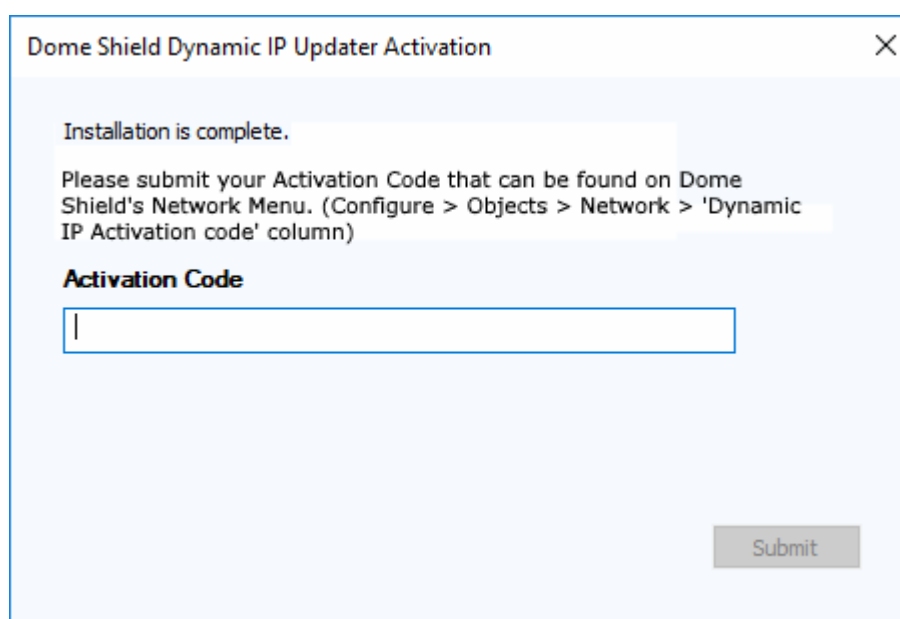 Dome Shield Dynamic IP Updater Activation
Installation is complete.
Please submit your Activation Code that can be found on Dome
Shield's Network Menu. (Configure > Objects > Network > 'Dynamic
IP Activation code' column)
Activation Code
Submit